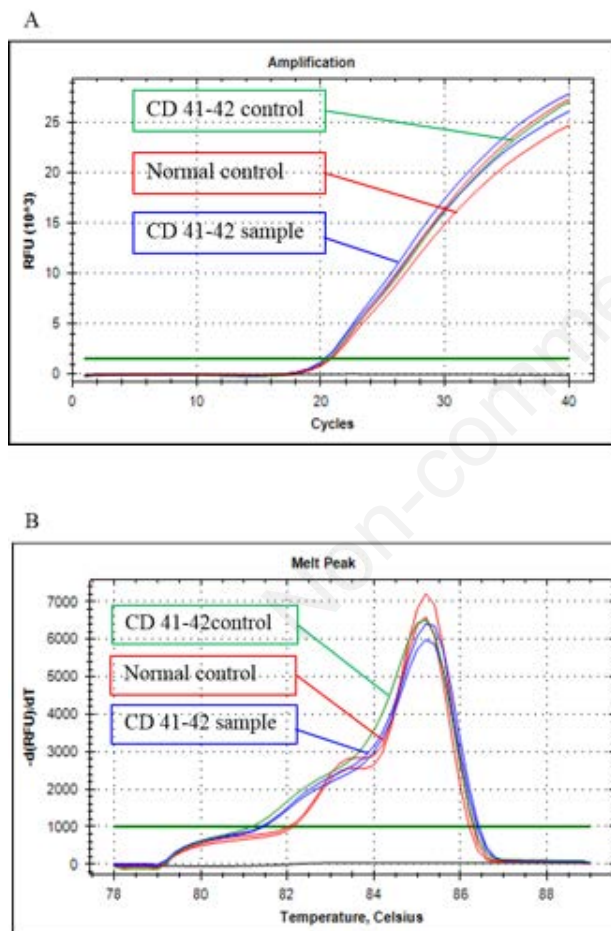 A
Amplification
25
20
15
10
5
0
RFU (10^3)
CD 41-42 control
Normal control
CD 41-42 sample
0 10 20 30 40
Cycles
Non-comme
B
Melt Peak
7000
6000
5000
4000
3000
2000
1000
0
-d(RFU)/dT
CD 41-42control
Normal control
CD 41-42 sample
78 80 82 84 86 88
Temperature, Celsius